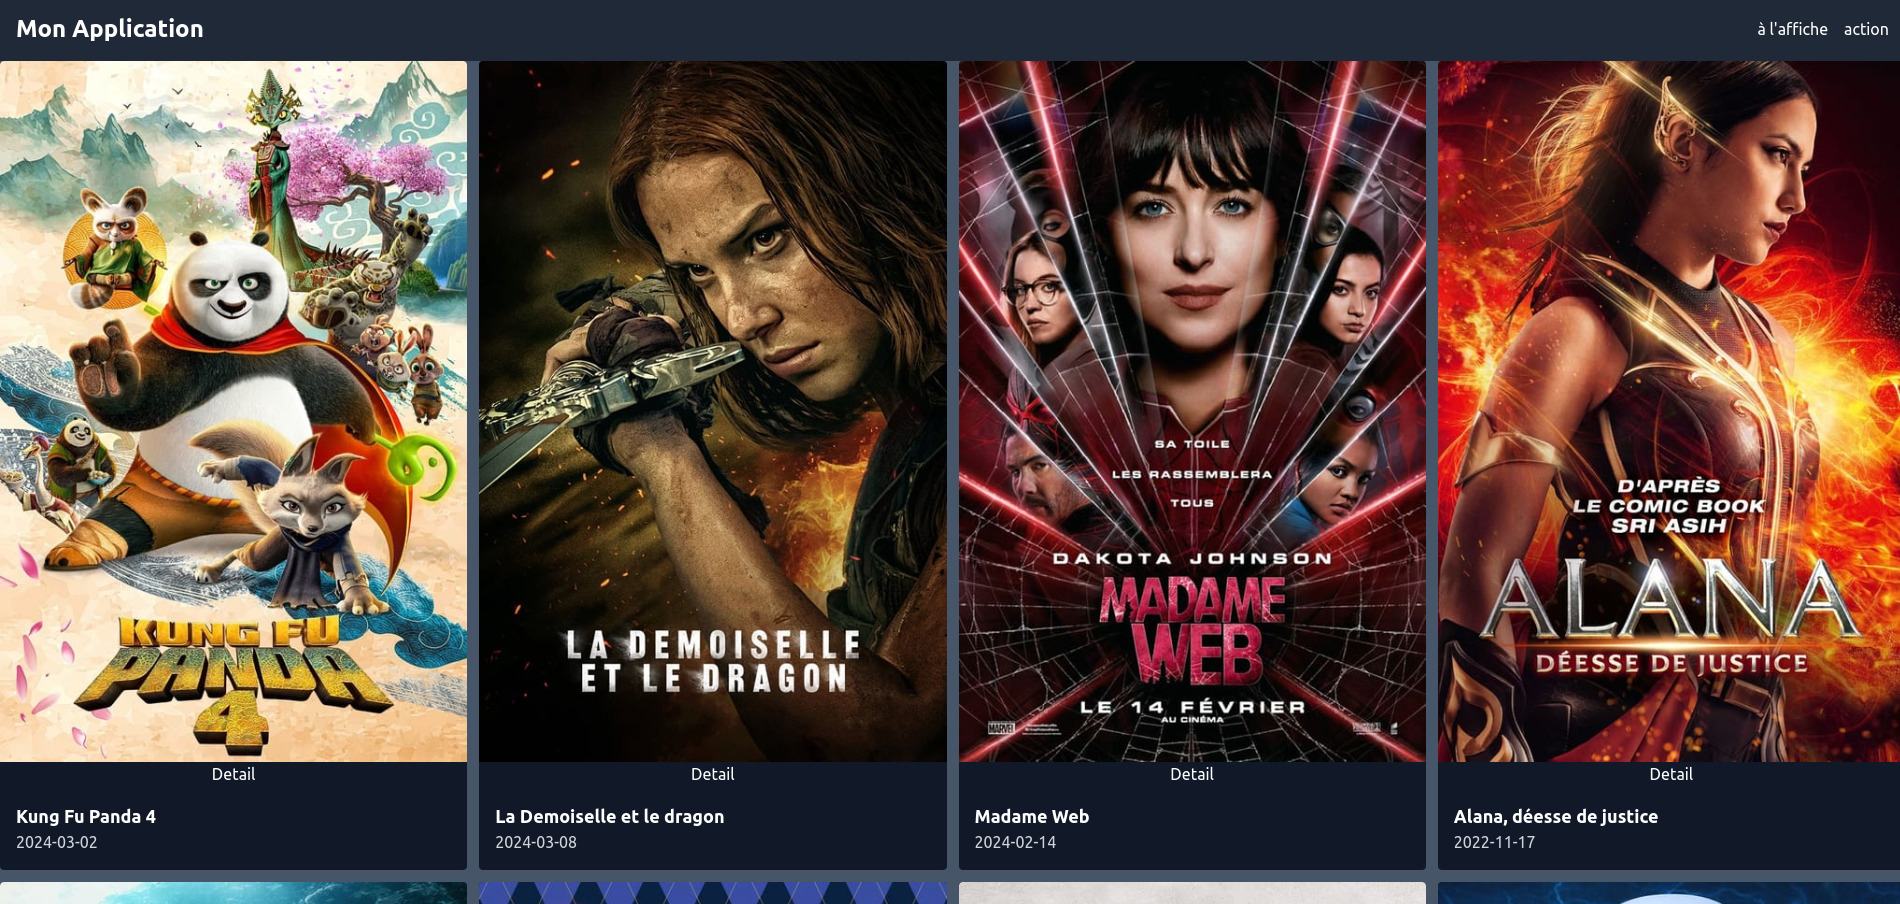 Mon Application
à l'affiche
action
KUNG FU
PANDA
4
LA DEMOISELLE
ET LE DRAGON
SA TOILE
LES RASSEMBLERA
TOUS
DAKOTA JOHNSON
MADAME
WEB
LE 14 FÉVRIER
AU CINÉMA
MARVEL
D'APRÈS
LE COMIC BOOK
SRI ASIH
ALANA
DÉESSE DE JUSTICE
Detail
Detail
Detail
Detail
Kung Fu Panda 4
2024-03-02
La Demoiselle et le dragon
2024-03-08
Madame Web
2024-02-14
Alana, déesse de justice
2022-11-17